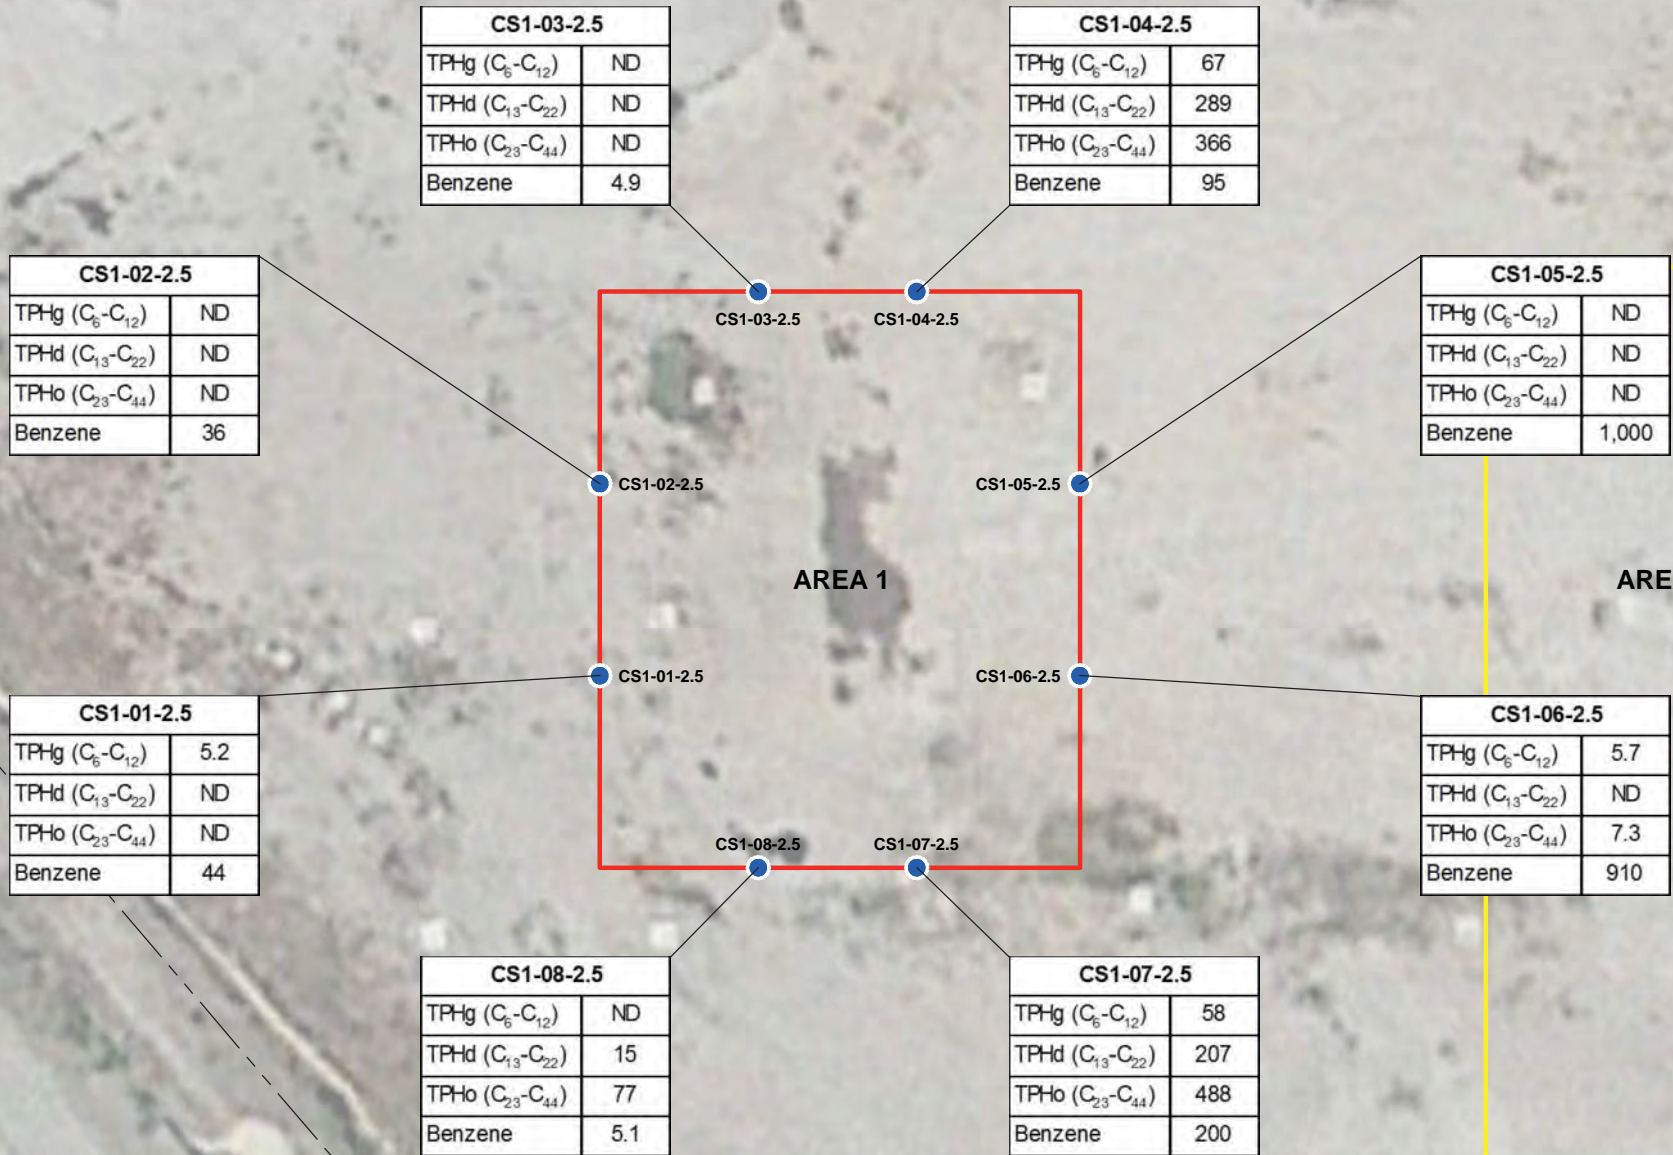 CS1-03-2.5
TPHg (C₆-C₁₂) ND
TPHd (C₁₃-C₂₂) ND
TPHo (C₂₃-C₄₄) ND
Benzene 4.9
CS1-04-2.5
TPHg (C₆-C₁₂) 67
TPHd (C₁₃-C₂₂) 289
TPHo (C₂₃-C₄₄) 366
Benzene 95
CS1-02-2.5
TPHg (C₆-C₁₂) ND
TPHd (C₁₃-C₂₂) ND
TPHo (C₂₃-C₄₄) ND
Benzene 36
CS1-03-2.5
CS1-04-2.5
CS1-05-2.5
TPHg (C₆-C₁₂) ND
TPHd (C₁₃-C₂₂) ND
TPHo (C₂₃-C₄₄) ND
Benzene 1,000
CS1-02-2.5
CS1-05-2.5
AREA 1
ARE
CS1-01-2.5
CS1-06-2.5
CS1-01-2.5
TPHg (C₆-C₁₂) 5.2
TPHd (C₁₃-C₂₂) ND
TPHo (C₂₃-C₄₄) ND
Benzene 44
CS1-06-2.5
TPHg (C₆-C₁₂) 5.7
TPHd (C₁₃-C₂₂) ND
TPHo (C₂₃-C₄₄) 7.3
Benzene 910
CS1-08-2.5
CS1-07-2.5
CS1-08-2.5
TPHg (C₆-C₁₂) ND
TPHd (C₁₃-C₂₂) 15
TPHo (C₂₃-C₄₄) 77
Benzene 5.1
CS1-07-2.5
TPHg (C₆-C₁₂) 58
TPHd (C₁₃-C₂₂) 207
TPHo (C₂₃-C₄₄) 488
Benzene 200